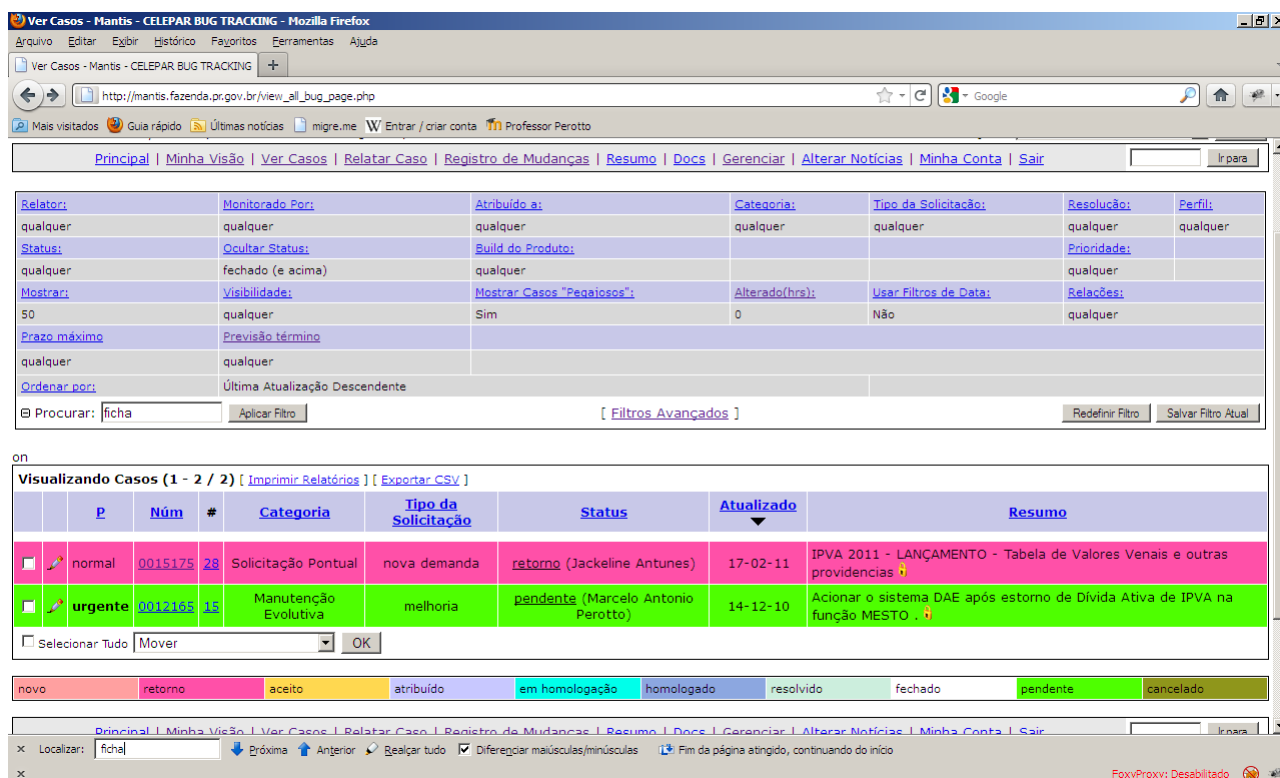 Ver Casos - Mantis - CELEPAR BUG TRACKING - Mozilla Firefox
Arquivo Editar Exibir Histórico Favoritos Ferramentas Ajuda
Ver Casos - Mantis - CELEPAR BUG TRACKING +
http://mantis.fazenda.pr.gov.br/view_all_bug_page.php Google
Mais visitados Guia rápido Últimas notícias migre.me Entrar / criar conta Professor Perotto
Principal | Minha Visão | Ver Casos | Relatar Caso | Registro de Mudanças | Resumo | Docs | Gerenciar | Alterar Notícias | Minha Conta | Sair Ir para
Relator: Monitorado Por: Atribuído a: Categoria: Tipo da Solicitação: Resolução: Perfil:
qualquer qualquer qualquer qualquer qualquer qualquer qualquer
Status: Ocultar Status: Build do Produto: Prioridade:
qualquer fechado (e acima) qualquer qualquer
Mostrar: Visibilidade: Mostrar Casos "Pegajosos": Alterado(hrs): Usar Filtros de Data: Relações:
50 qualquer Sim 0 Não qualquer
Prazo máximo Previsão término
qualquer qualquer
Ordenar por: Última Atualização Descendente
Procurar: ficha Aplicar Filtro [ Filtros Avançados ] Redefinir Filtro Salvar Filtro Atual
on
Visualizando Casos (1 - 2 / 2) [ Imprimir Relatórios ] [ Exportar CSV ]
P Núm # Categoria Tipo da Solicitação Status Atualizado Resumo
normal 0015175 28 Solicitação Pontual nova demanda retorno (Jackeline Antunes) 17-02-11 IPVA 2011 - LANÇAMENTO - Tabela de Valores Venais e outras providencias
urgente 0012165 15 Manutenção Evolutiva melhoria pendente (Marcelo Antonio Perotto) 14-12-10 Acionar o sistema DAE após estorno de Dívida Ativa de IPVA na função MESTO .
Selecionar Tudo Mover OK
novo retorno aceito atribuído em homologação homologado resolvido fechado pendente cancelado
Principal | Minha Visão | Ver Casos | Relatar Caso | Registro de Mudanças | Resumo | Docs | Gerenciar | Alterar Notícias | Minha Conta | Sair Ir para
x Localizar: ficha Próxima Anterior Realçar tudo Diferenciar maiúsculas/minúsculas Fim da página atingido, continuando do início
x FoxyProxy: Desabilitado